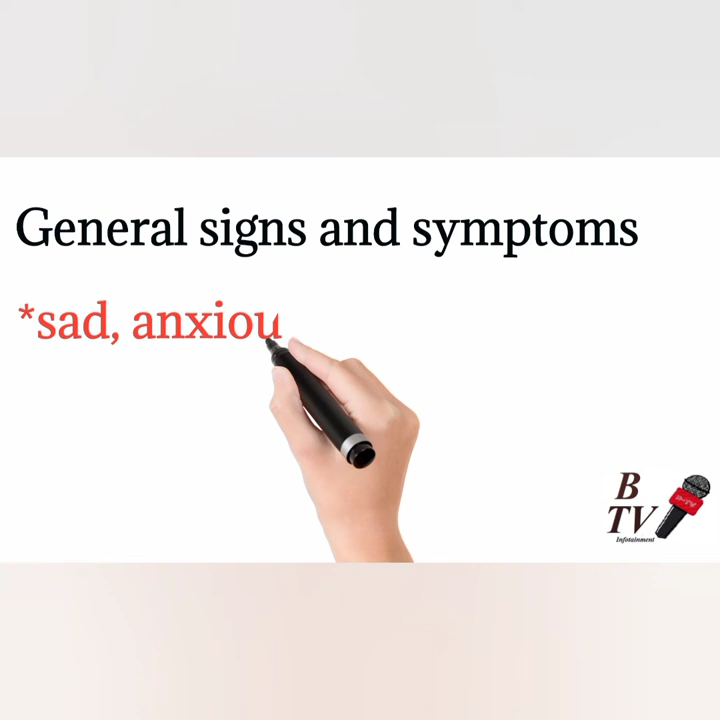 General signs and symptoms
*sad, anxiou
B
TV
Infotainment